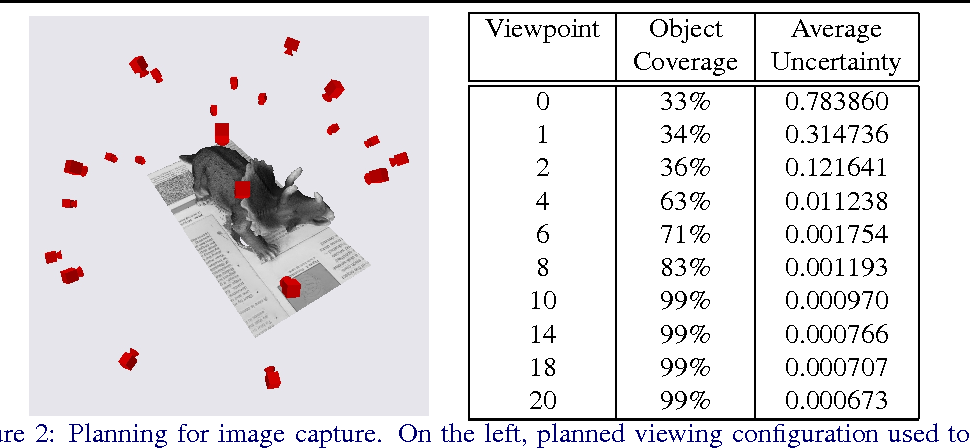 Viewpoint Object Average
Coverage Uncertainty
0 33% 0.783860
1 34% 0.314736
2 36% 0.121641
4 63% 0.011238
6 71% 0.001754
8 83% 0.001193
10 99% 0.000970
14 99% 0.000766
18 99% 0.000707
20 99% 0.000673
ure 2: Planning for image capture. On the left, planned viewing configuration used to